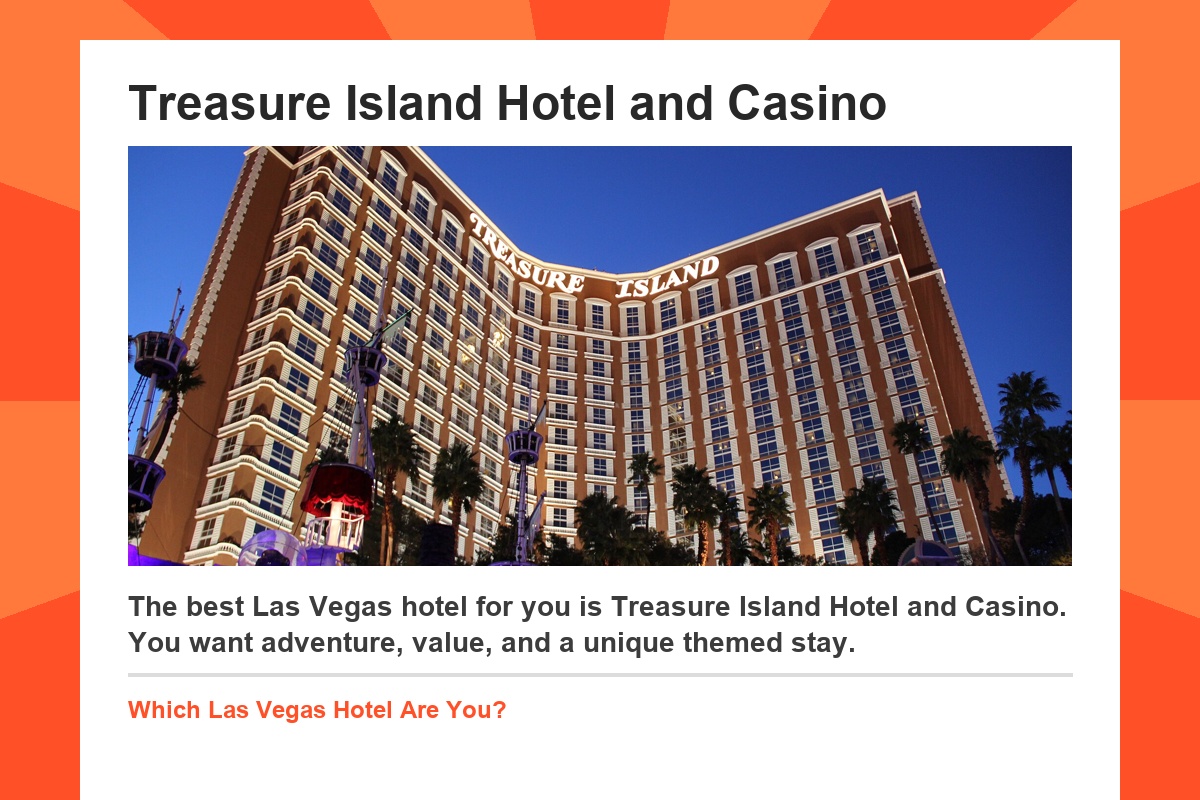 Treasure Island Hotel and Casino
TREASURE ISLAND
The best Las Vegas hotel for you is Treasure Island Hotel and Casino.
You want adventure, value, and a unique themed stay.
Which Las Vegas Hotel Are You?